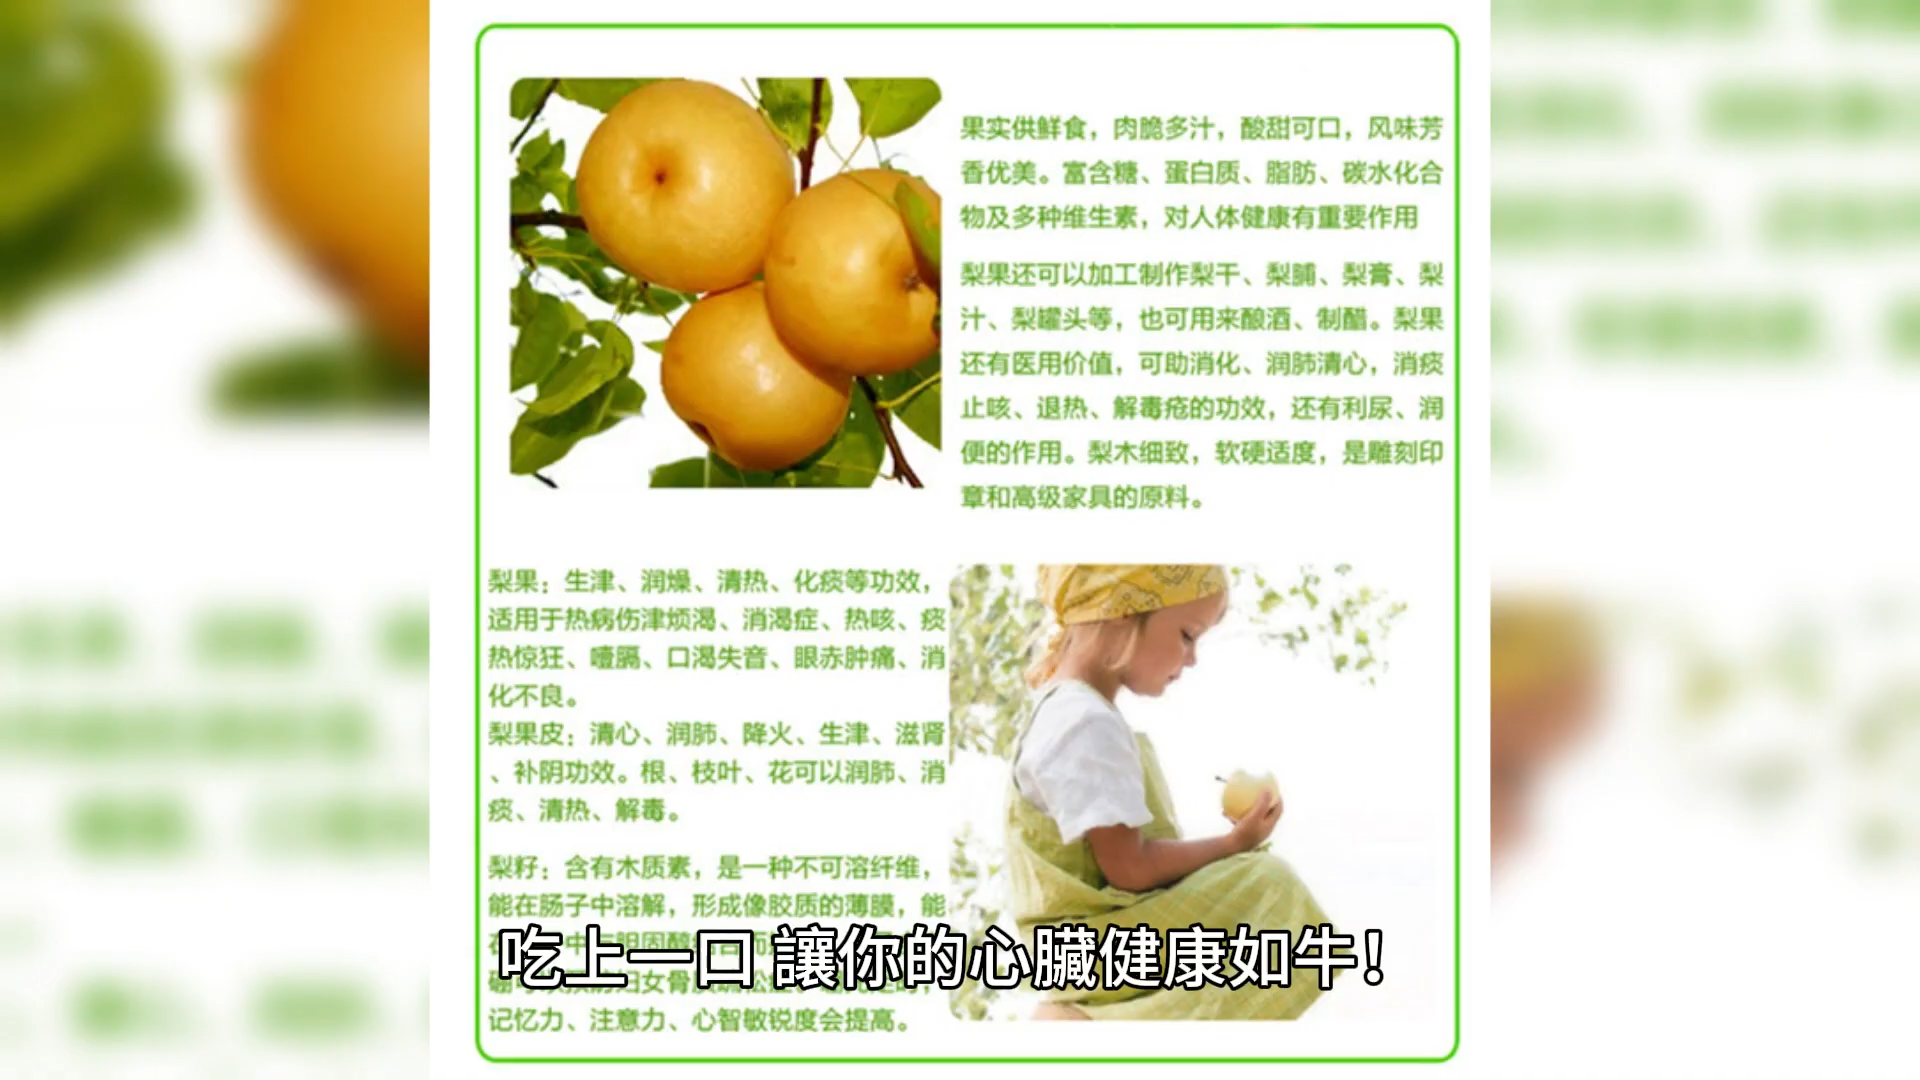 果实供鲜食，肉脆多汁，酸甜可口，风味芳
香优美。富含糖、蛋白质、脂肪、碳水化合
物及多种维生素，对人体健康有重要作用
梨果还可以加工制作梨干、梨脯、梨膏、梨
汁、梨罐头等，也可用来酿酒、制醋。梨果
还有医用价值，可助消化、润肺清心，消痰
止咳、退热、解毒疮的功效，还有利尿、润
便的作用。梨木细致，软硬适度，是雕刻印
章和高级家具的原料。
梨果：生津、润燥、清热、化痰等功效，
适用于热病伤津烦渴、消渴症、热咳、痰
热惊狂、噎膈、口渴失音、眼赤肿痛、消
化不良。
梨果皮：清心、润肺、降火、生津、滋肾
、补阴功效。根、枝叶、花可以润肺、消
痰、清热、解毒。
梨籽：含有木质素，是一种不可溶纤维，
能在肠子中溶解，形成像胶质的薄膜，能
吃上一口 讓你的心臟健康如牛！
记忆力、注意力、心智敏锐度会提高。